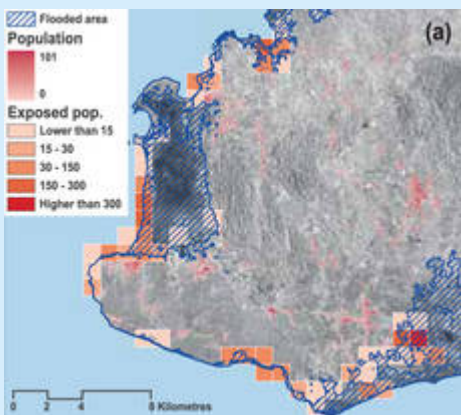 Flooded area
(a)
Population
101
0
Exposed pop.
Lower than 15
15 - 30
30 - 150
150 - 300
Higher than 300
0 2 4 8 Kilometres